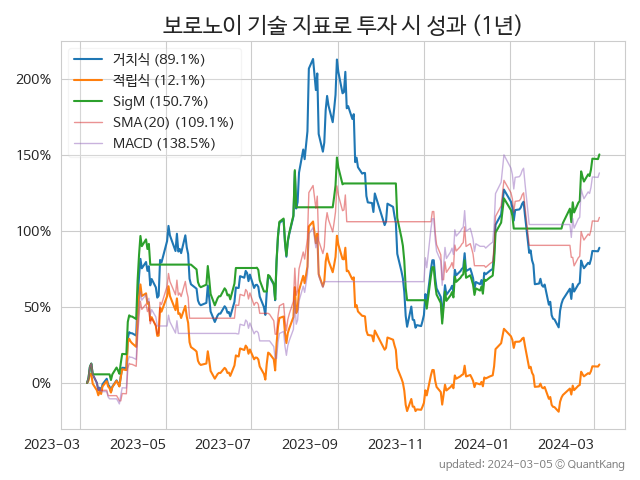 보로노이 기술 지표로 투자 시 성과 (1년)
거치식 (89.1%)
적립식 (12.1%)
SigM (150.7%)
SMA(20) (109.1%)
MACD (138.5%)
200%
150%
100%
50%
0%
2023-03 2023-05 2023-07 2023-09 2023-11 2024-01 2024-03
updated: 2024-03-05 © QuantKang